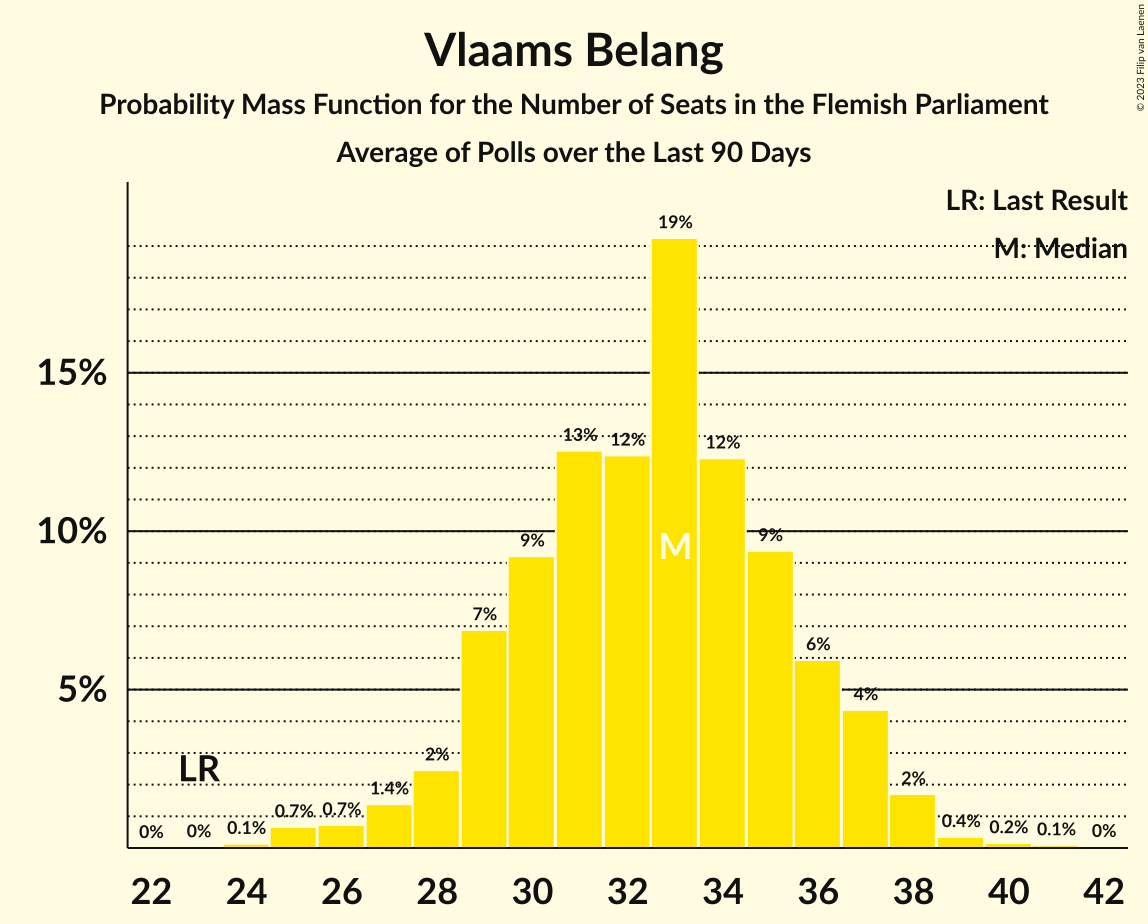 Vlaams Belang
Probability Mass Function for the Number of Seats in the Flemish Parliament
Average of Polls over the Last 90 Days
© 2023 Filip van Laenen
LR: Last Result
M: Median
19%
15%
13%
12%
12%
10%
9%
M
9%
7%
6%
5%
4%
LR
2%
2%
1.4%
0.7%
0.7%
0.4%
0%
0%
0.1%
0.2%
0.1%
0%
22 24 26 28 30 32 34 36 38 40 42